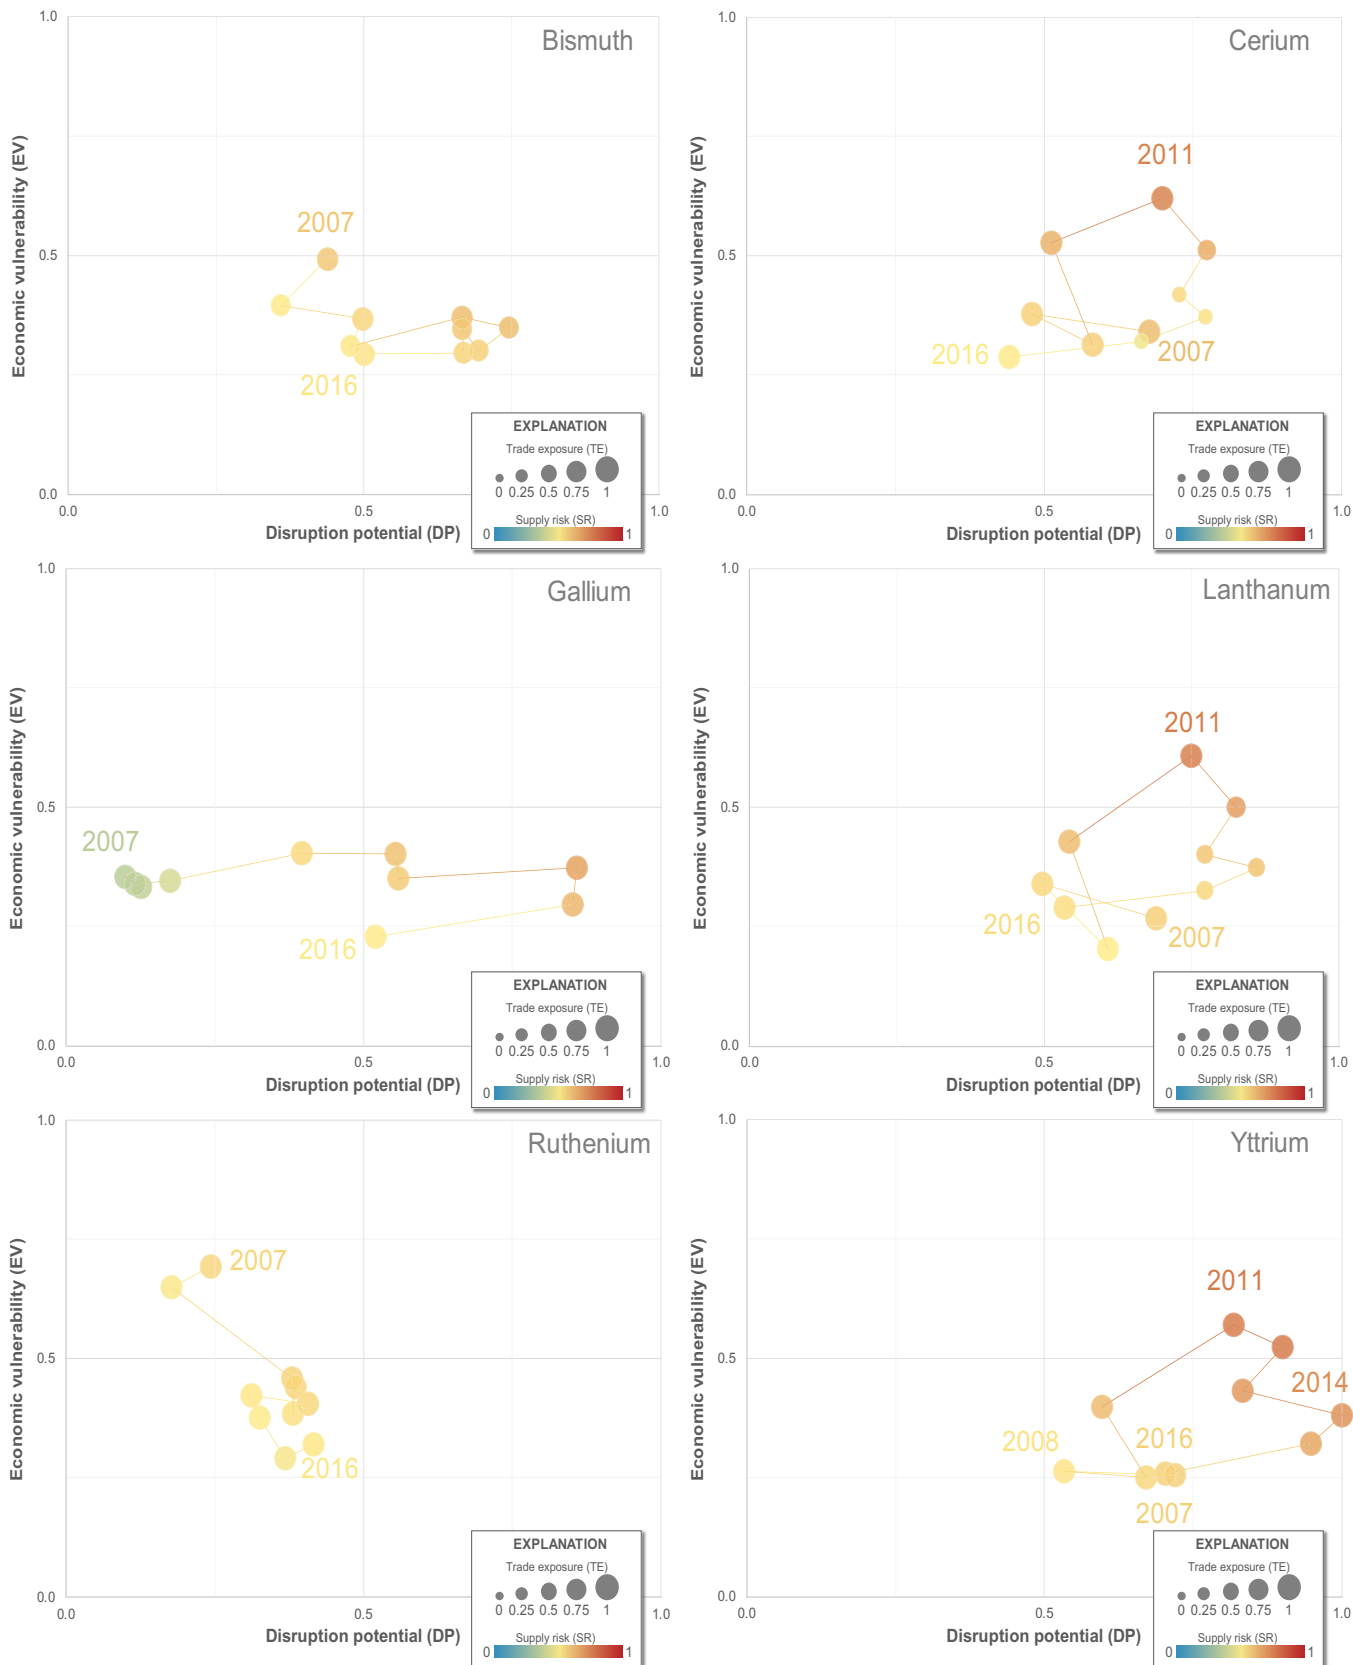 Bismuth
1.0
Economic vulnerability (EV)
2007
0.5
2016
EXPLANATION
Trade exposure (TE)
0 0.25 0.5 0.75 1
Supply risk (SR)
0 1
0.0
0.0 0.5
Disruption potential (DP)
Cerium
1.0
Economic vulnerability (EV)
2011
0.5
2016
2007
EXPLANATION
Trade exposure (TE)
0 0.25 0.5 0.75 1
Supply risk (SR)
0 1
0.0
0.0 0.5 1.0
Disruption potential (DP)
Gallium
1.0
Economic vulnerability (EV)
0.5
2007
2016
EXPLANATION
Trade exposure (TE)
0 0.25 0.5 0.75 1
Supply risk (SR)
0 1
0.0
0.0 0.5 1.0
Disruption potential (DP)
Lanthanum
1.0
Economic vulnerability (EV)
2011
0.5
2016
2007
EXPLANATION
Trade exposure (TE)
0 0.25 0.5 0.75 1
Supply risk (SR)
0 1
0.0
0.0 0.5 1.0
Disruption potential (DP)
Ruthenium
1.0
Economic vulnerability (EV)
2007
0.5
2016
EXPLANATION
Trade exposure (TE)
0 0.25 0.5 0.75 1
Supply risk (SR)
0 1
0.0
0.0 0.5 1.0
Disruption potential (DP)
Yttrium
1.0
Economic vulnerability (EV)
2011
0.5
2014
2008
2016
2007
EXPLANATION
Trade exposure (TE)
0 0.25 0.5 0.75 1
Supply risk (SR)
0 1
0.0
0.0 0.5 1.0
Disruption potential (DP)